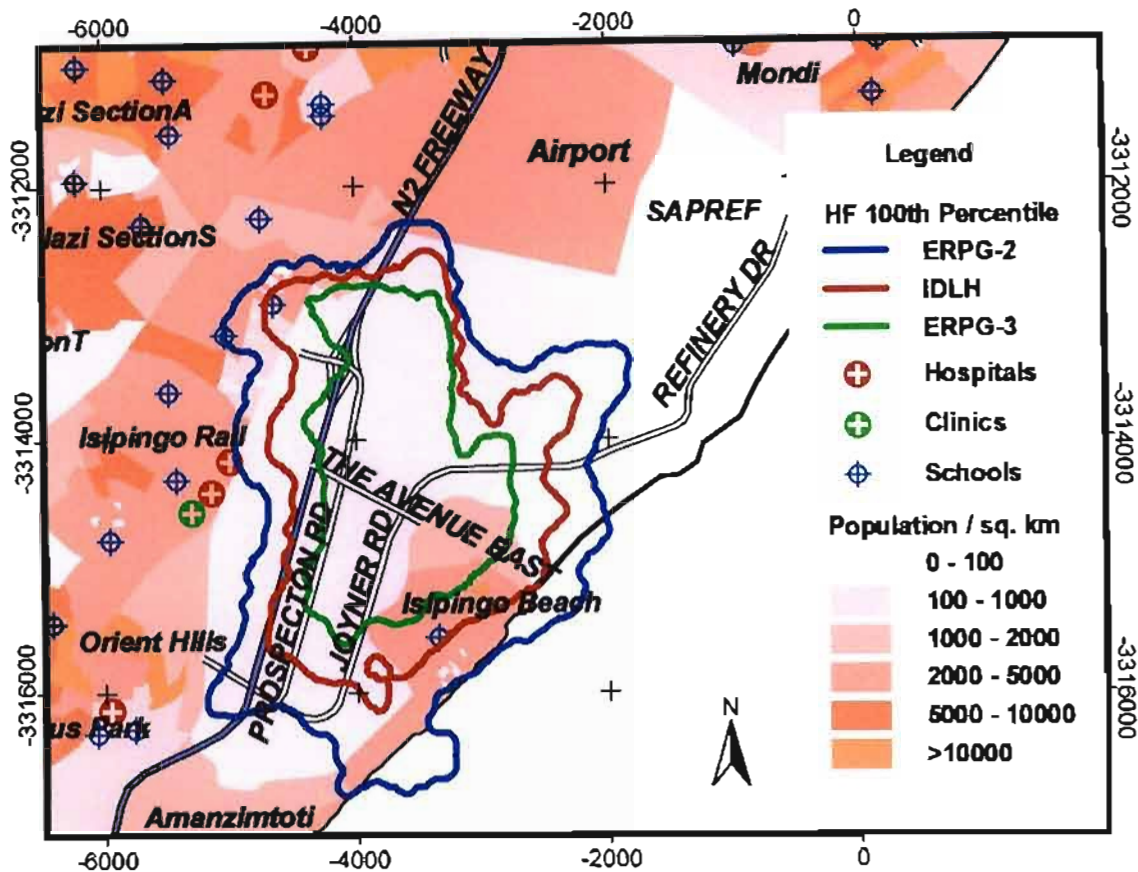 -6000
-4000
-2000
0
Mondi
zi SectionA
Airport
Legend
N2 FREEWAY
-3312000
-3312000
SAPREF
HF 100th Percentile
lazi SectionS
ERPG-2
IDLH
REFINERY DR
ERPG-3
onT
Hospitals
Isipingo Rail
Clinics
-3314000
-3314000
Schools
THE AVENUE EAST
Population / sq. km
0 - 100
PROSPECTON RD
JOYNER RD
Isipingo Beach
100 - 1000
Orient Hills
1000 - 2000
2000 - 5000
-3316000
-3316000
5000 - 10000
us Park
N
>10000
Amanzimtoti
-6000
-4000
-2000
0